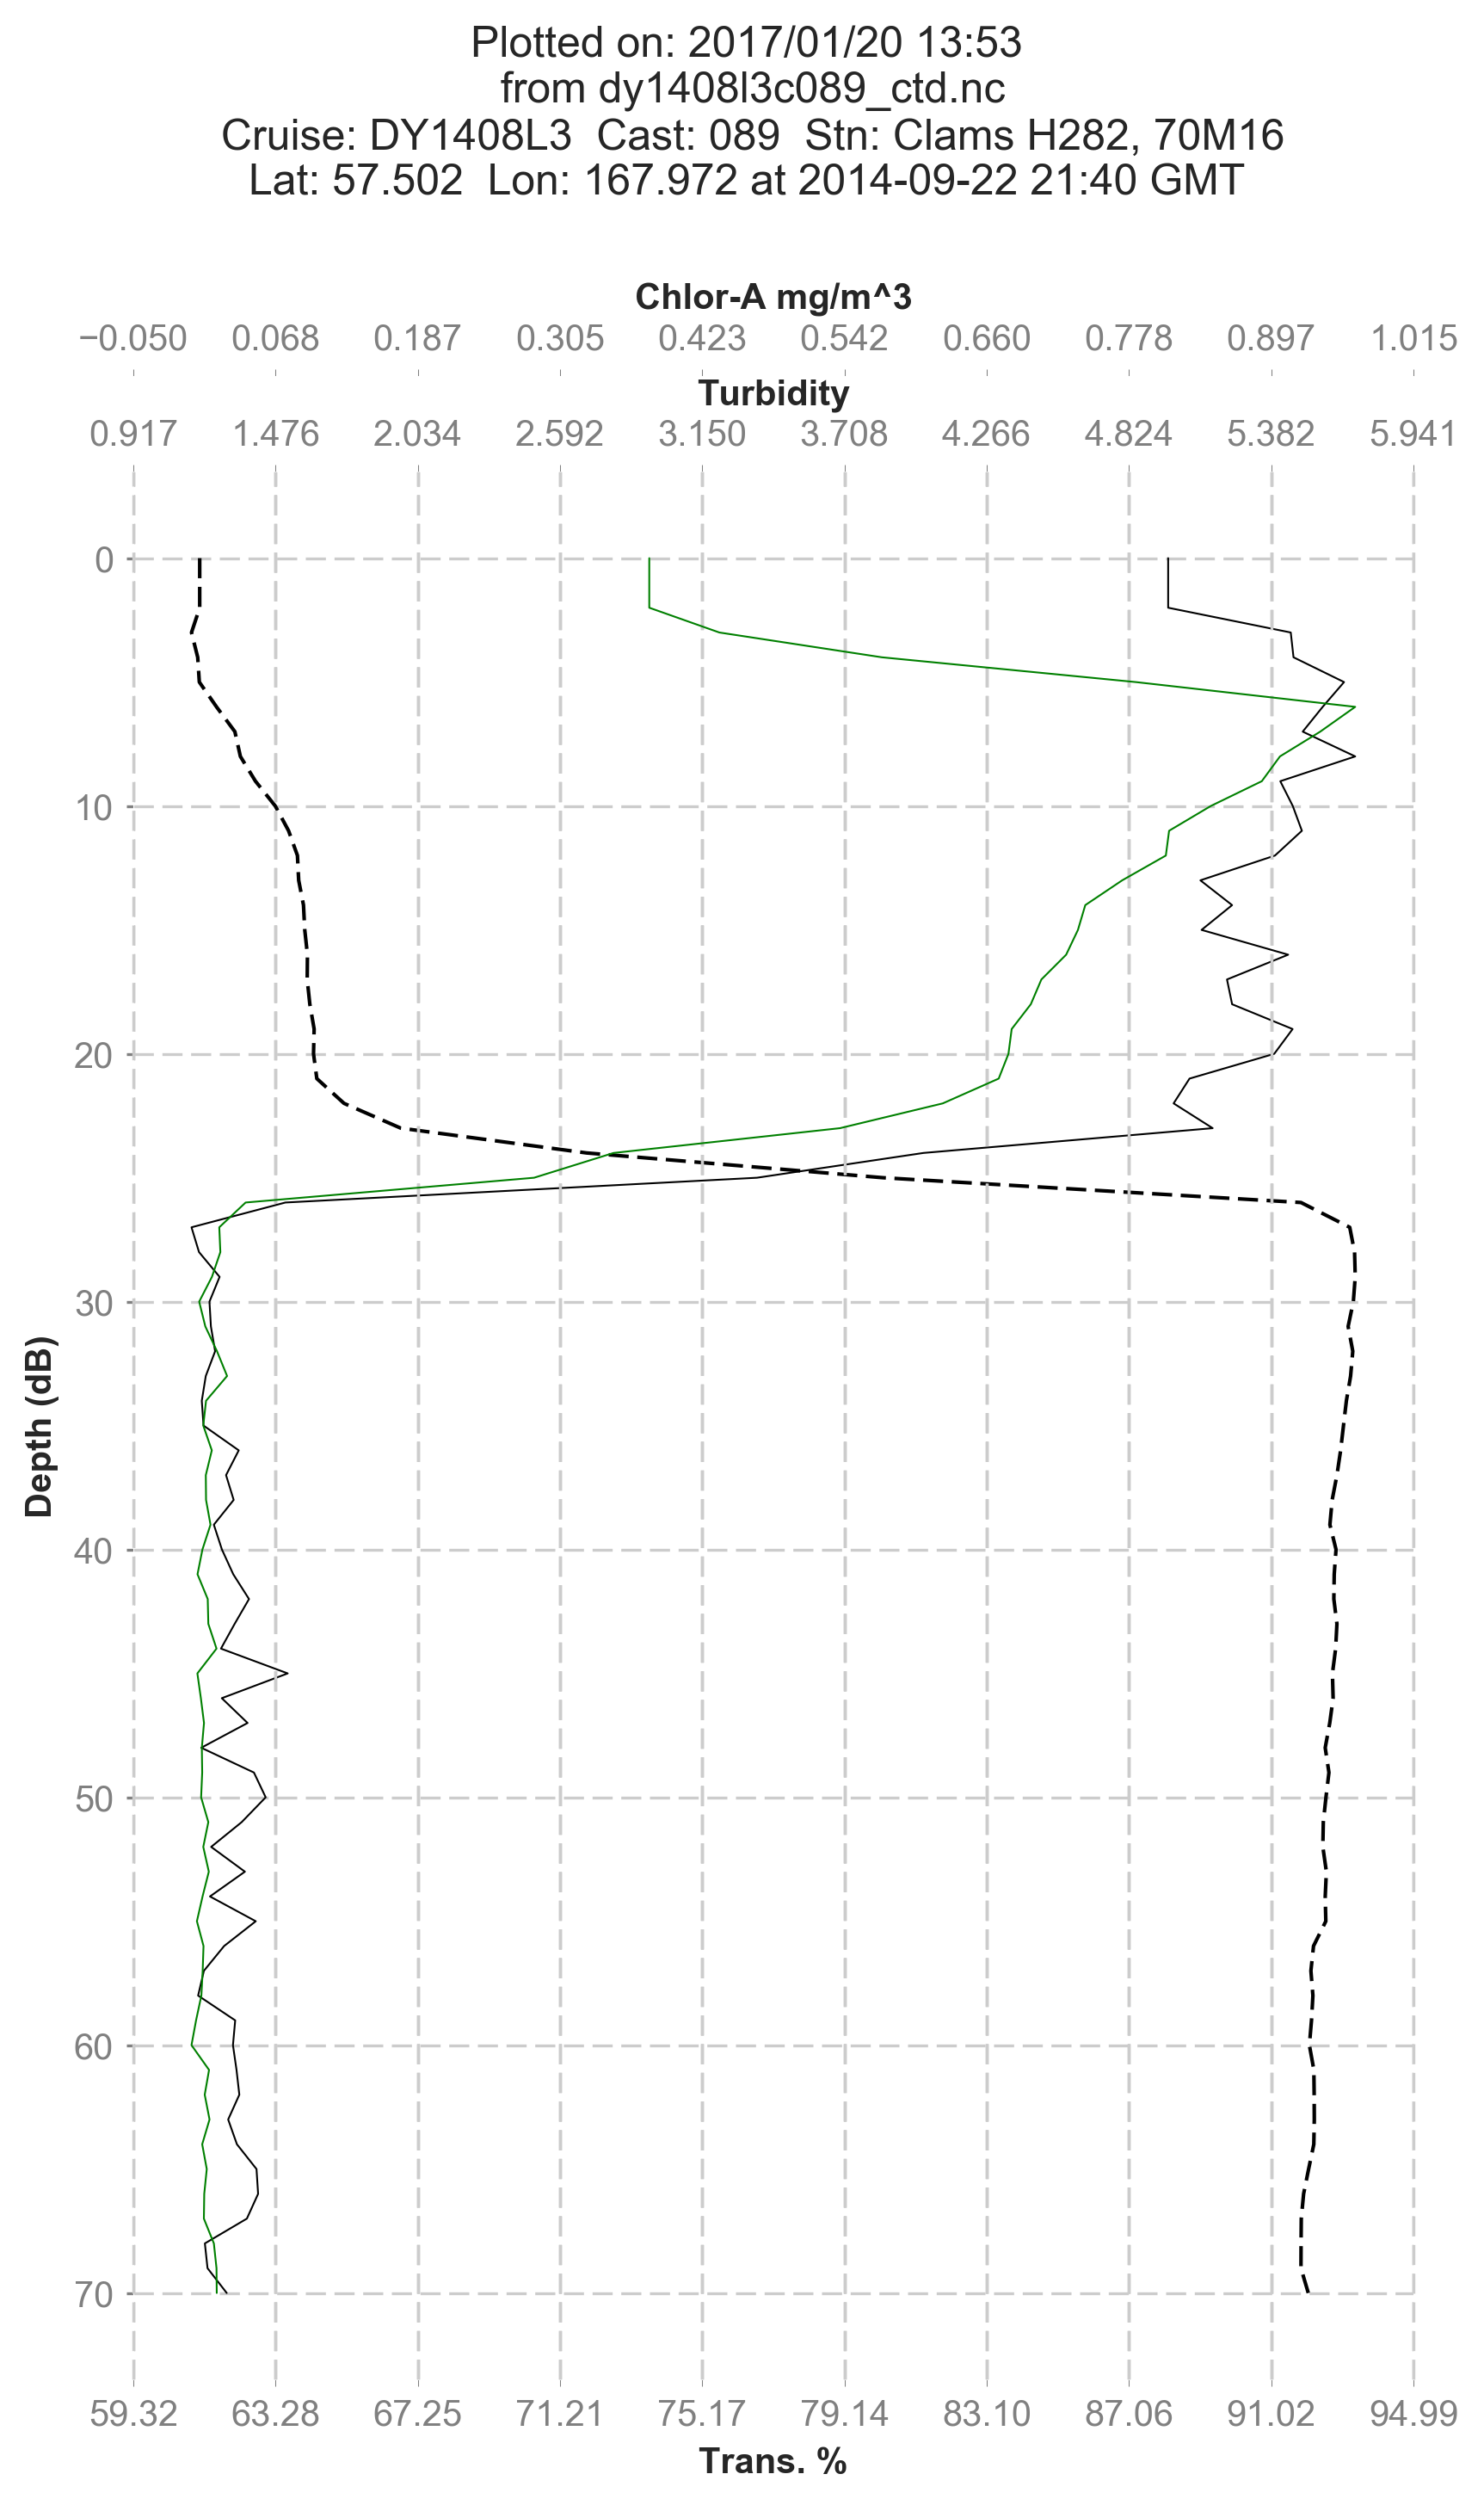 Plotted on: 2017/01/20 13:53
from dy1408l3c089_ctd.nc
Cruise: DY1408L3  Cast: 089  Stn: Clams H282, 70M16
Lat: 57.502  Lon: 167.972 at 2014-09-22 21:40 GMT
Chlor-A mg/m^3
−0.050 0.068 0.187 0.305 0.423 0.542 0.660 0.778 0.897 1.015
Turbidity
0.917 1.476 2.034 2.592 3.150 3.708 4.266 4.824 5.382 5.941
0
10
20
30
Depth (dB)
40
50
60
70
59.32 63.28 67.25 71.21 75.17 79.14 83.10 87.06 91.02 94.99
Trans. %